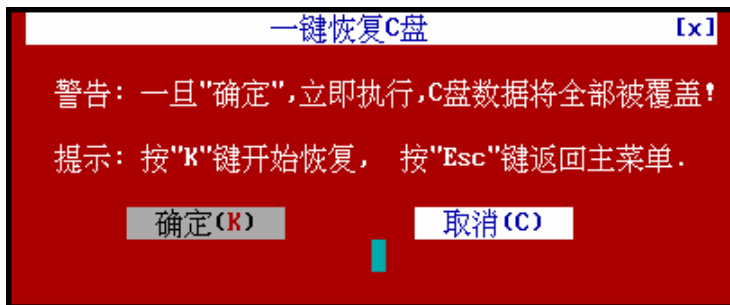 一键恢复C盘 [x]
警告: 一旦"确定",立即执行,C盘数据将全部被覆盖!
提示: 按"K"键开始恢复, 按"Esc"键返回主菜单.
确定(K) 取消(C)